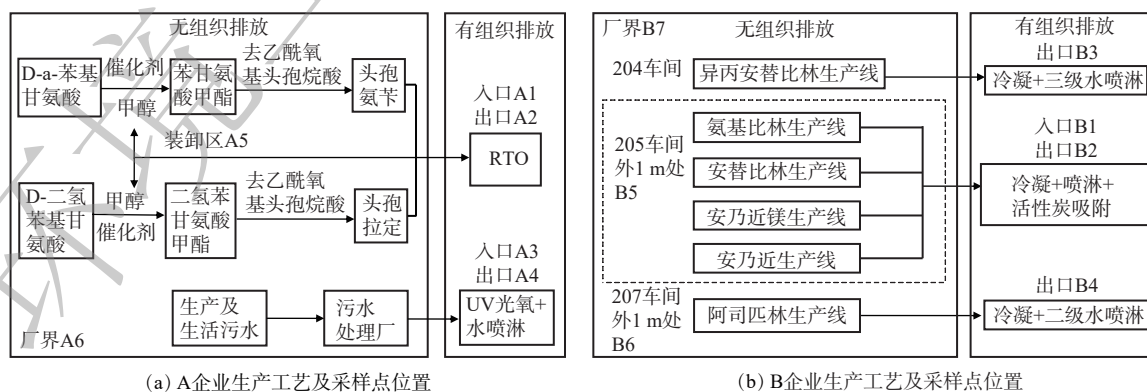 无组织排放
有组织排放
D-a-苯基
甘氨酸
催化剂
甲醇
苯甘氨
酸甲酯
去乙酰氧
基头孢烷酸
头孢
氨苄
入口A1
出口A2
装卸区A5
RTO
D-二氢
苯基甘
氨酸
甲醇
催化剂
二氢苯
甘氨酸
甲酯
去乙酰氧
基头孢烷酸
头孢
拉定
入口A3
出口A4
生产及
生活污水
污水
处理厂
UV光氧+
水喷淋
厂界A6
(a) A企业生产工艺及采样点位置
厂界B7
无组织排放
有组织排放
出口B3
204车间
异丙安替比林生产线
冷凝+三级水喷淋
205车间
外1 m处
B5
氨基比林生产线
安替比林生产线
安乃近镁生产线
安乃近生产线
入口B1
出口B2
冷凝+喷淋+
活性炭吸附
207车间
外1 m处
B6
阿司匹林生产线
出口B4
冷凝+二级水喷淋
(b) B企业生产工艺及采样点位置
环境